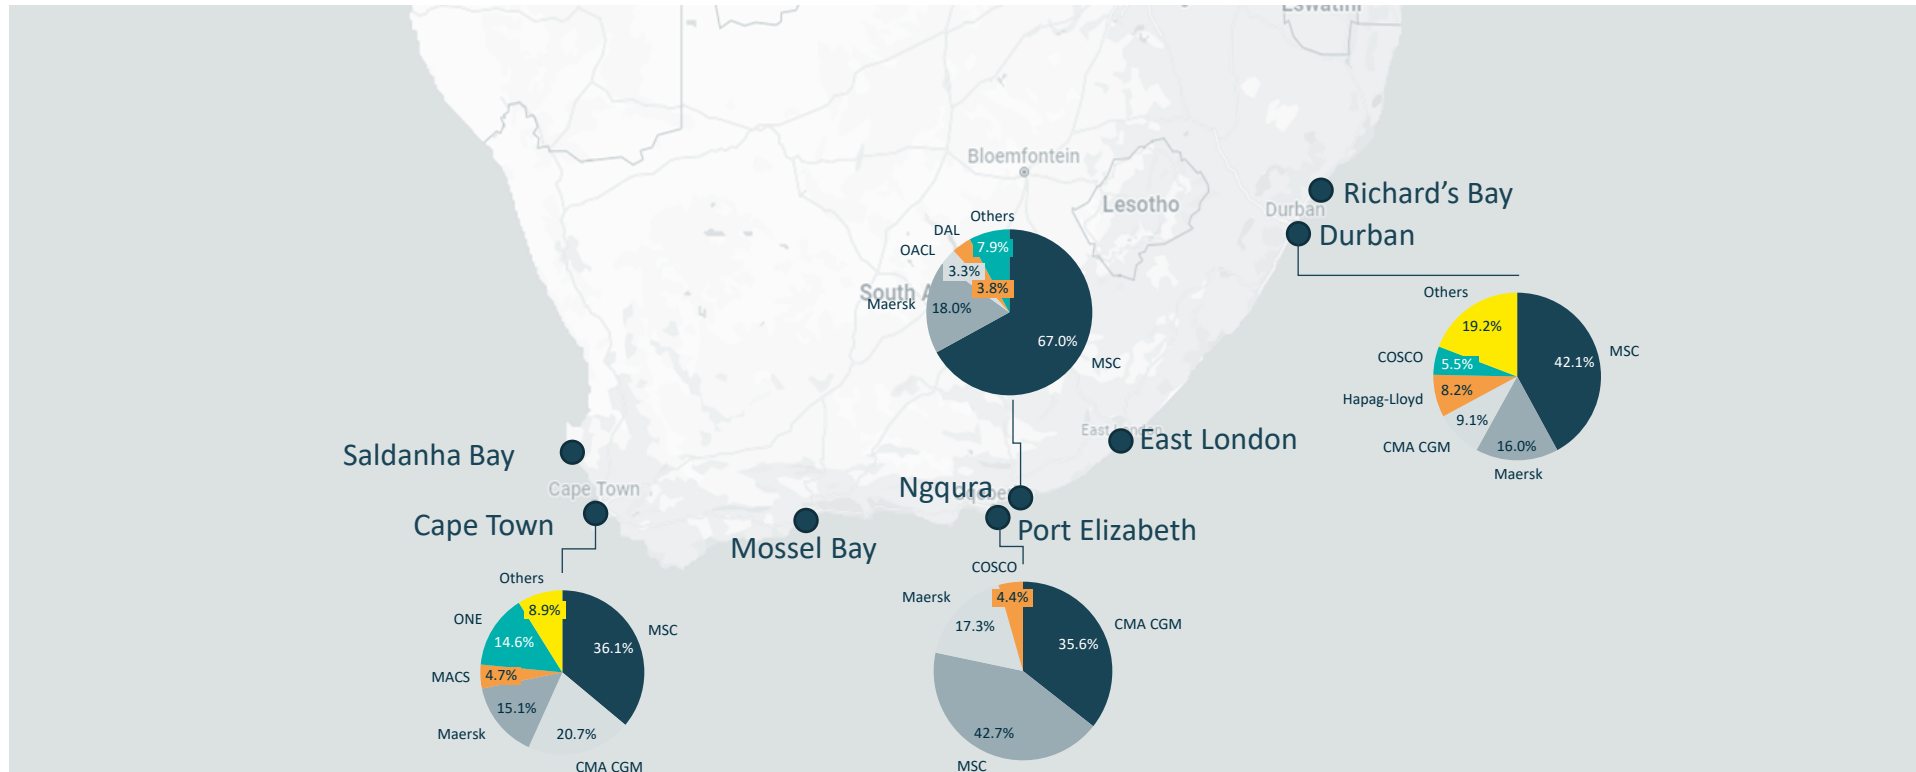 Eswatini
Bloemfontein
Lesotho
Durban
Richard's Bay
Durban
Others
DAL
OACL
7.9%
3.3%
3.8%
South A
Maersk
18.0%
67.0%
MSC
Others
19.2%
COSCO
5.5%
42.1%
MSC
Hapag-Lloyd
8.2%
9.1%
CMA CGM
16.0%
Maersk
East London
East London
Saldanha Bay
Cape Town
Cape Town
Ngqura
Port Elizabeth
Mossel Bay
Others
8.9%
ONE
14.6%
36.1%
MSC
MACS
4.7%
15.1%
Maersk
20.7%
CMA CGM
COSCO
Maersk
4.4%
17.3%
35.6%
CMA CGM
42.7%
MSC